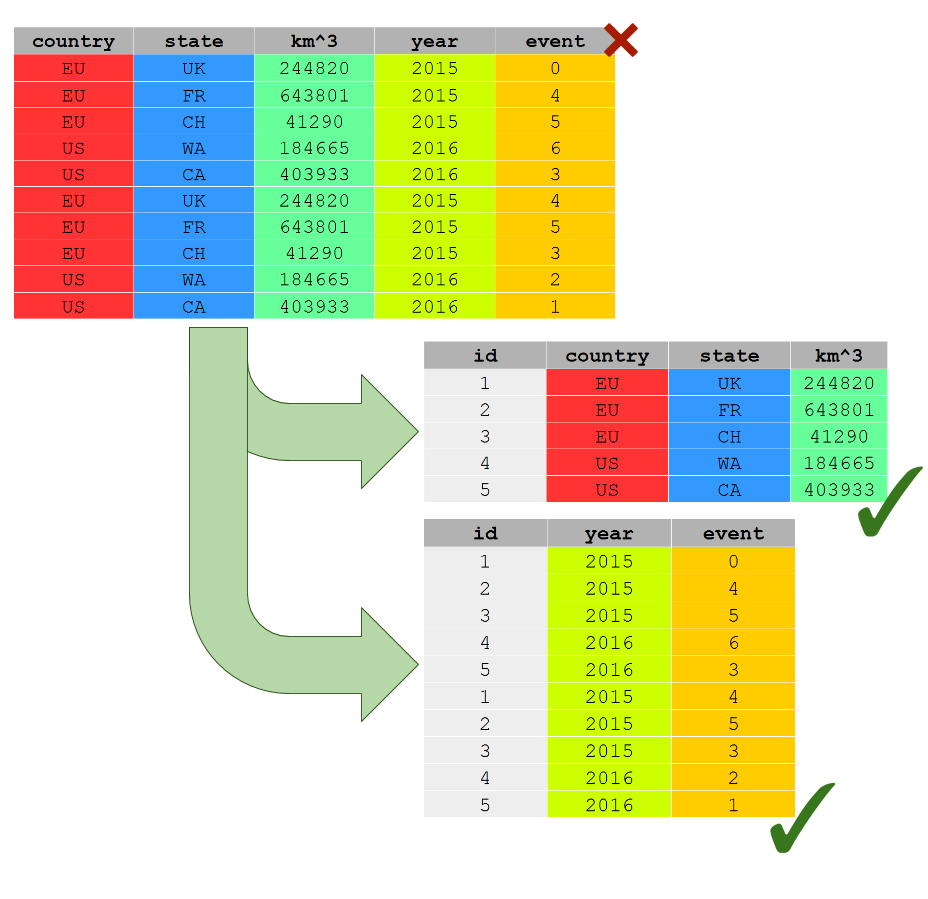 country state km^3 year event
EU UK 244820 2015 0
EU FR 643801 2015 4
EU CH 41290 2015 5
US WA 184665 2016 6
US CA 403933 2016 3
EU UK 244820 2015 4
EU FR 643801 2015 5
EU CH 41290 2015 3
US WA 184665 2016 2
US CA 403933 2016 1
id country state km^3
1 EU UK 244820
2 EU FR 643801
3 EU CH 41290
4 US WA 184665
5 US CA 403933
id year event
1 2015 0
2 2015 4
3 2015 5
4 2016 6
5 2016 3
1 2015 4
2 2015 5
3 2015 3
4 2016 2
5 2016 1